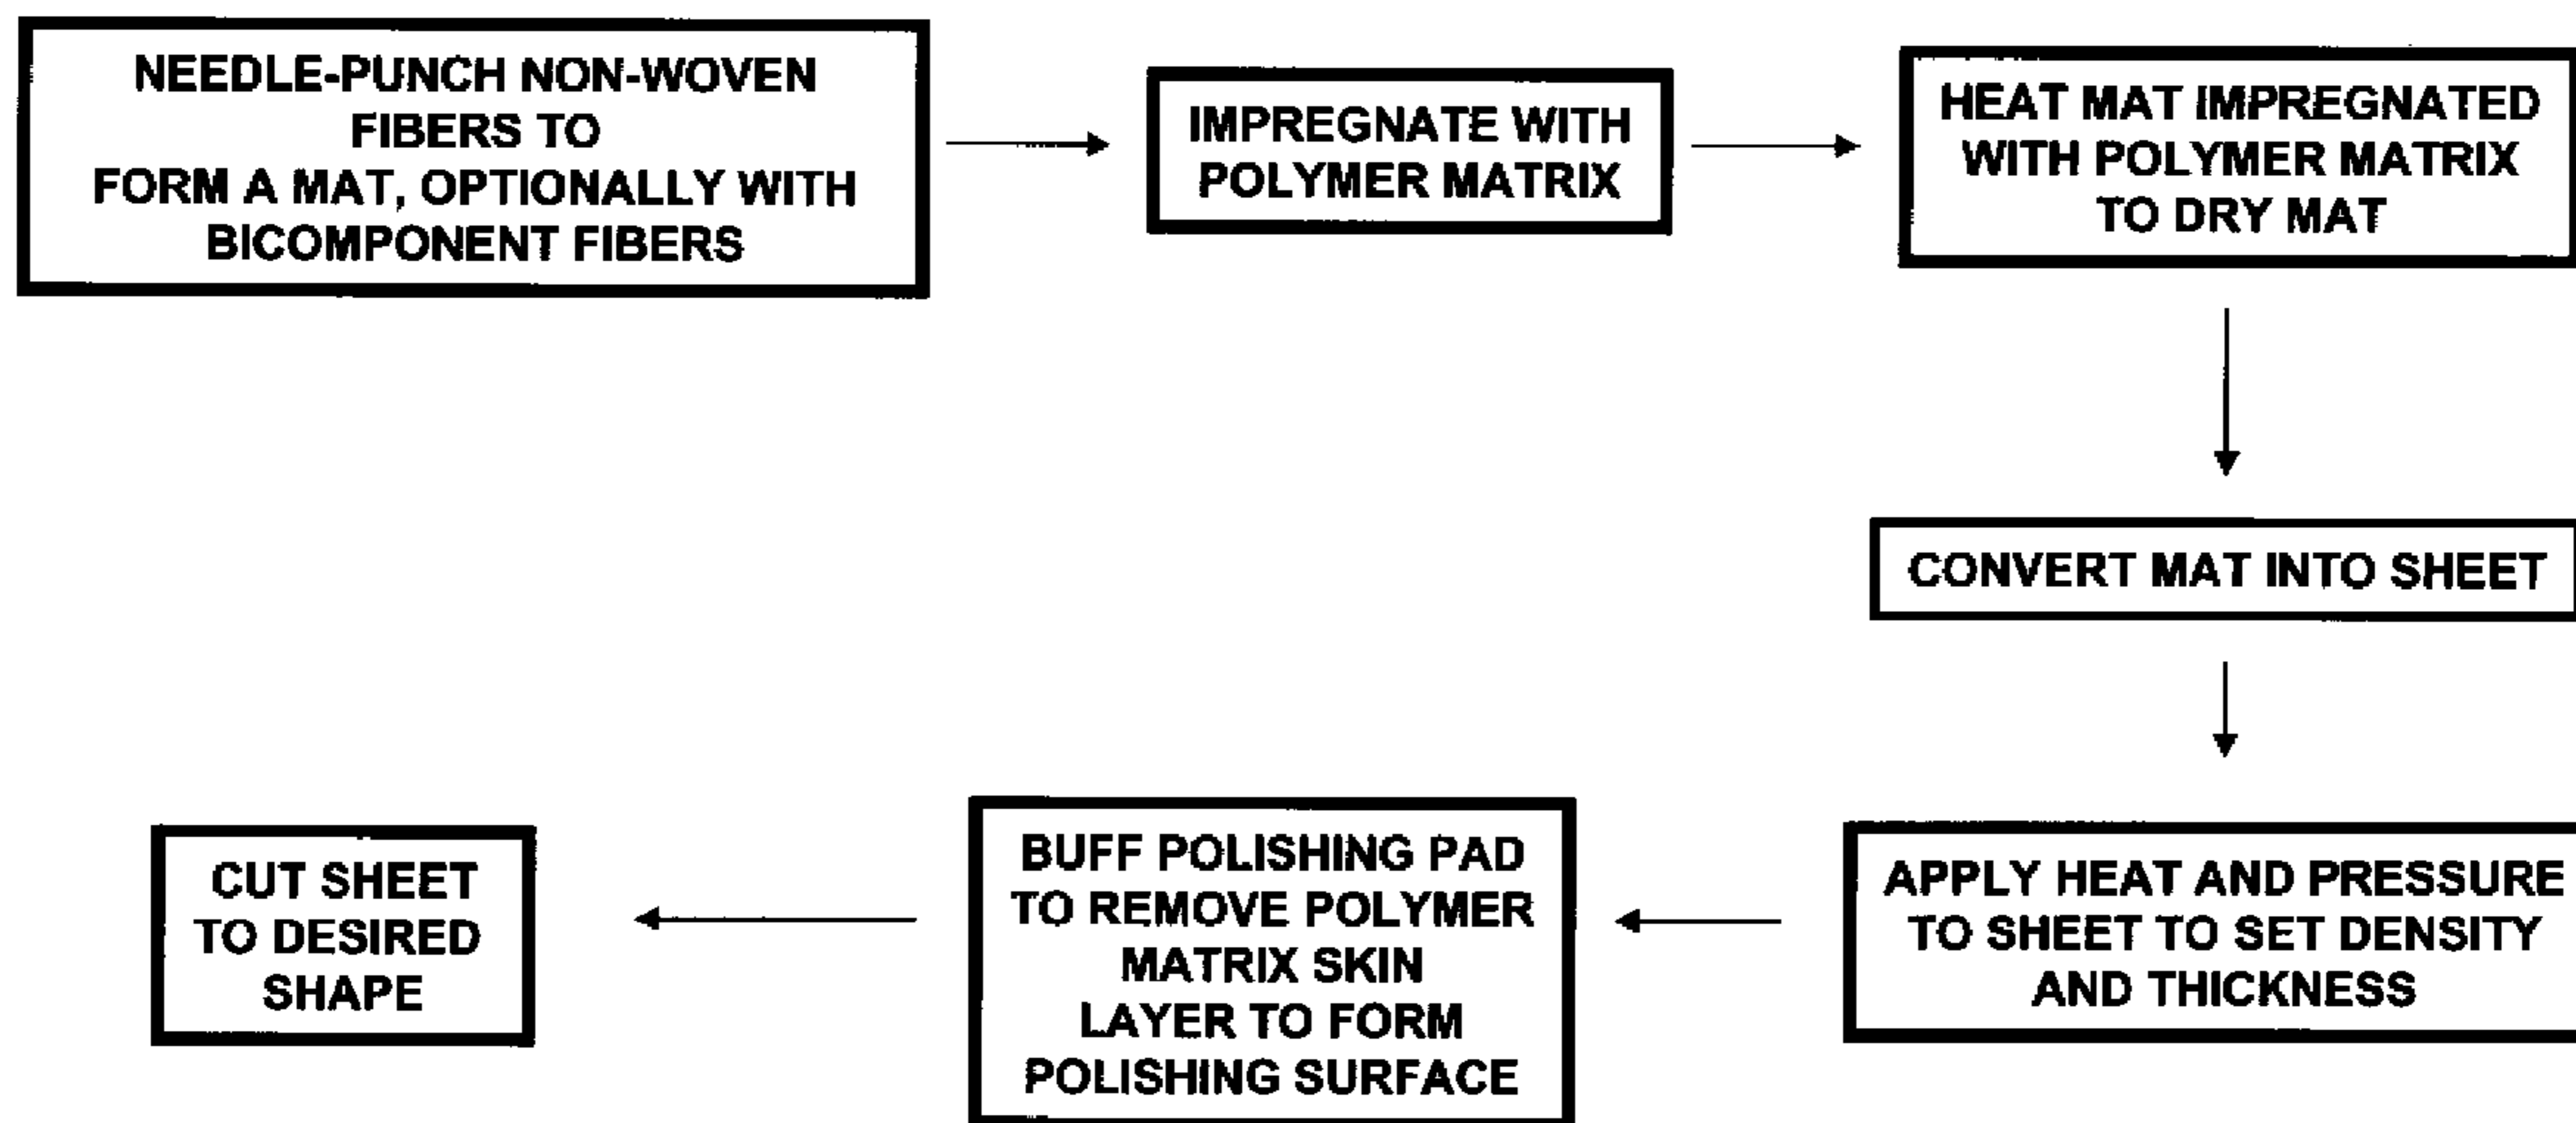 NEEDLE-PUNCH NON-WOVEN
FIBERS TO
FORM A MAT, OPTIONALLY WITH
BICOMPONENT FIBERS
IMPREGNATE WITH
POLYMER MATRIX
HEAT MAT IMPREGNATED
WITH POLYMER MATRIX
TO DRY MAT
CONVERT MAT INTO SHEET
APPLY HEAT AND PRESSURE
TO SHEET TO SET DENSITY
AND THICKNESS
BUFF POLISHING PAD
TO REMOVE POLYMER
MATRIX SKIN
LAYER TO FORM
POLISHING SURFACE
CUT SHEET
TO DESIRED
SHAPE